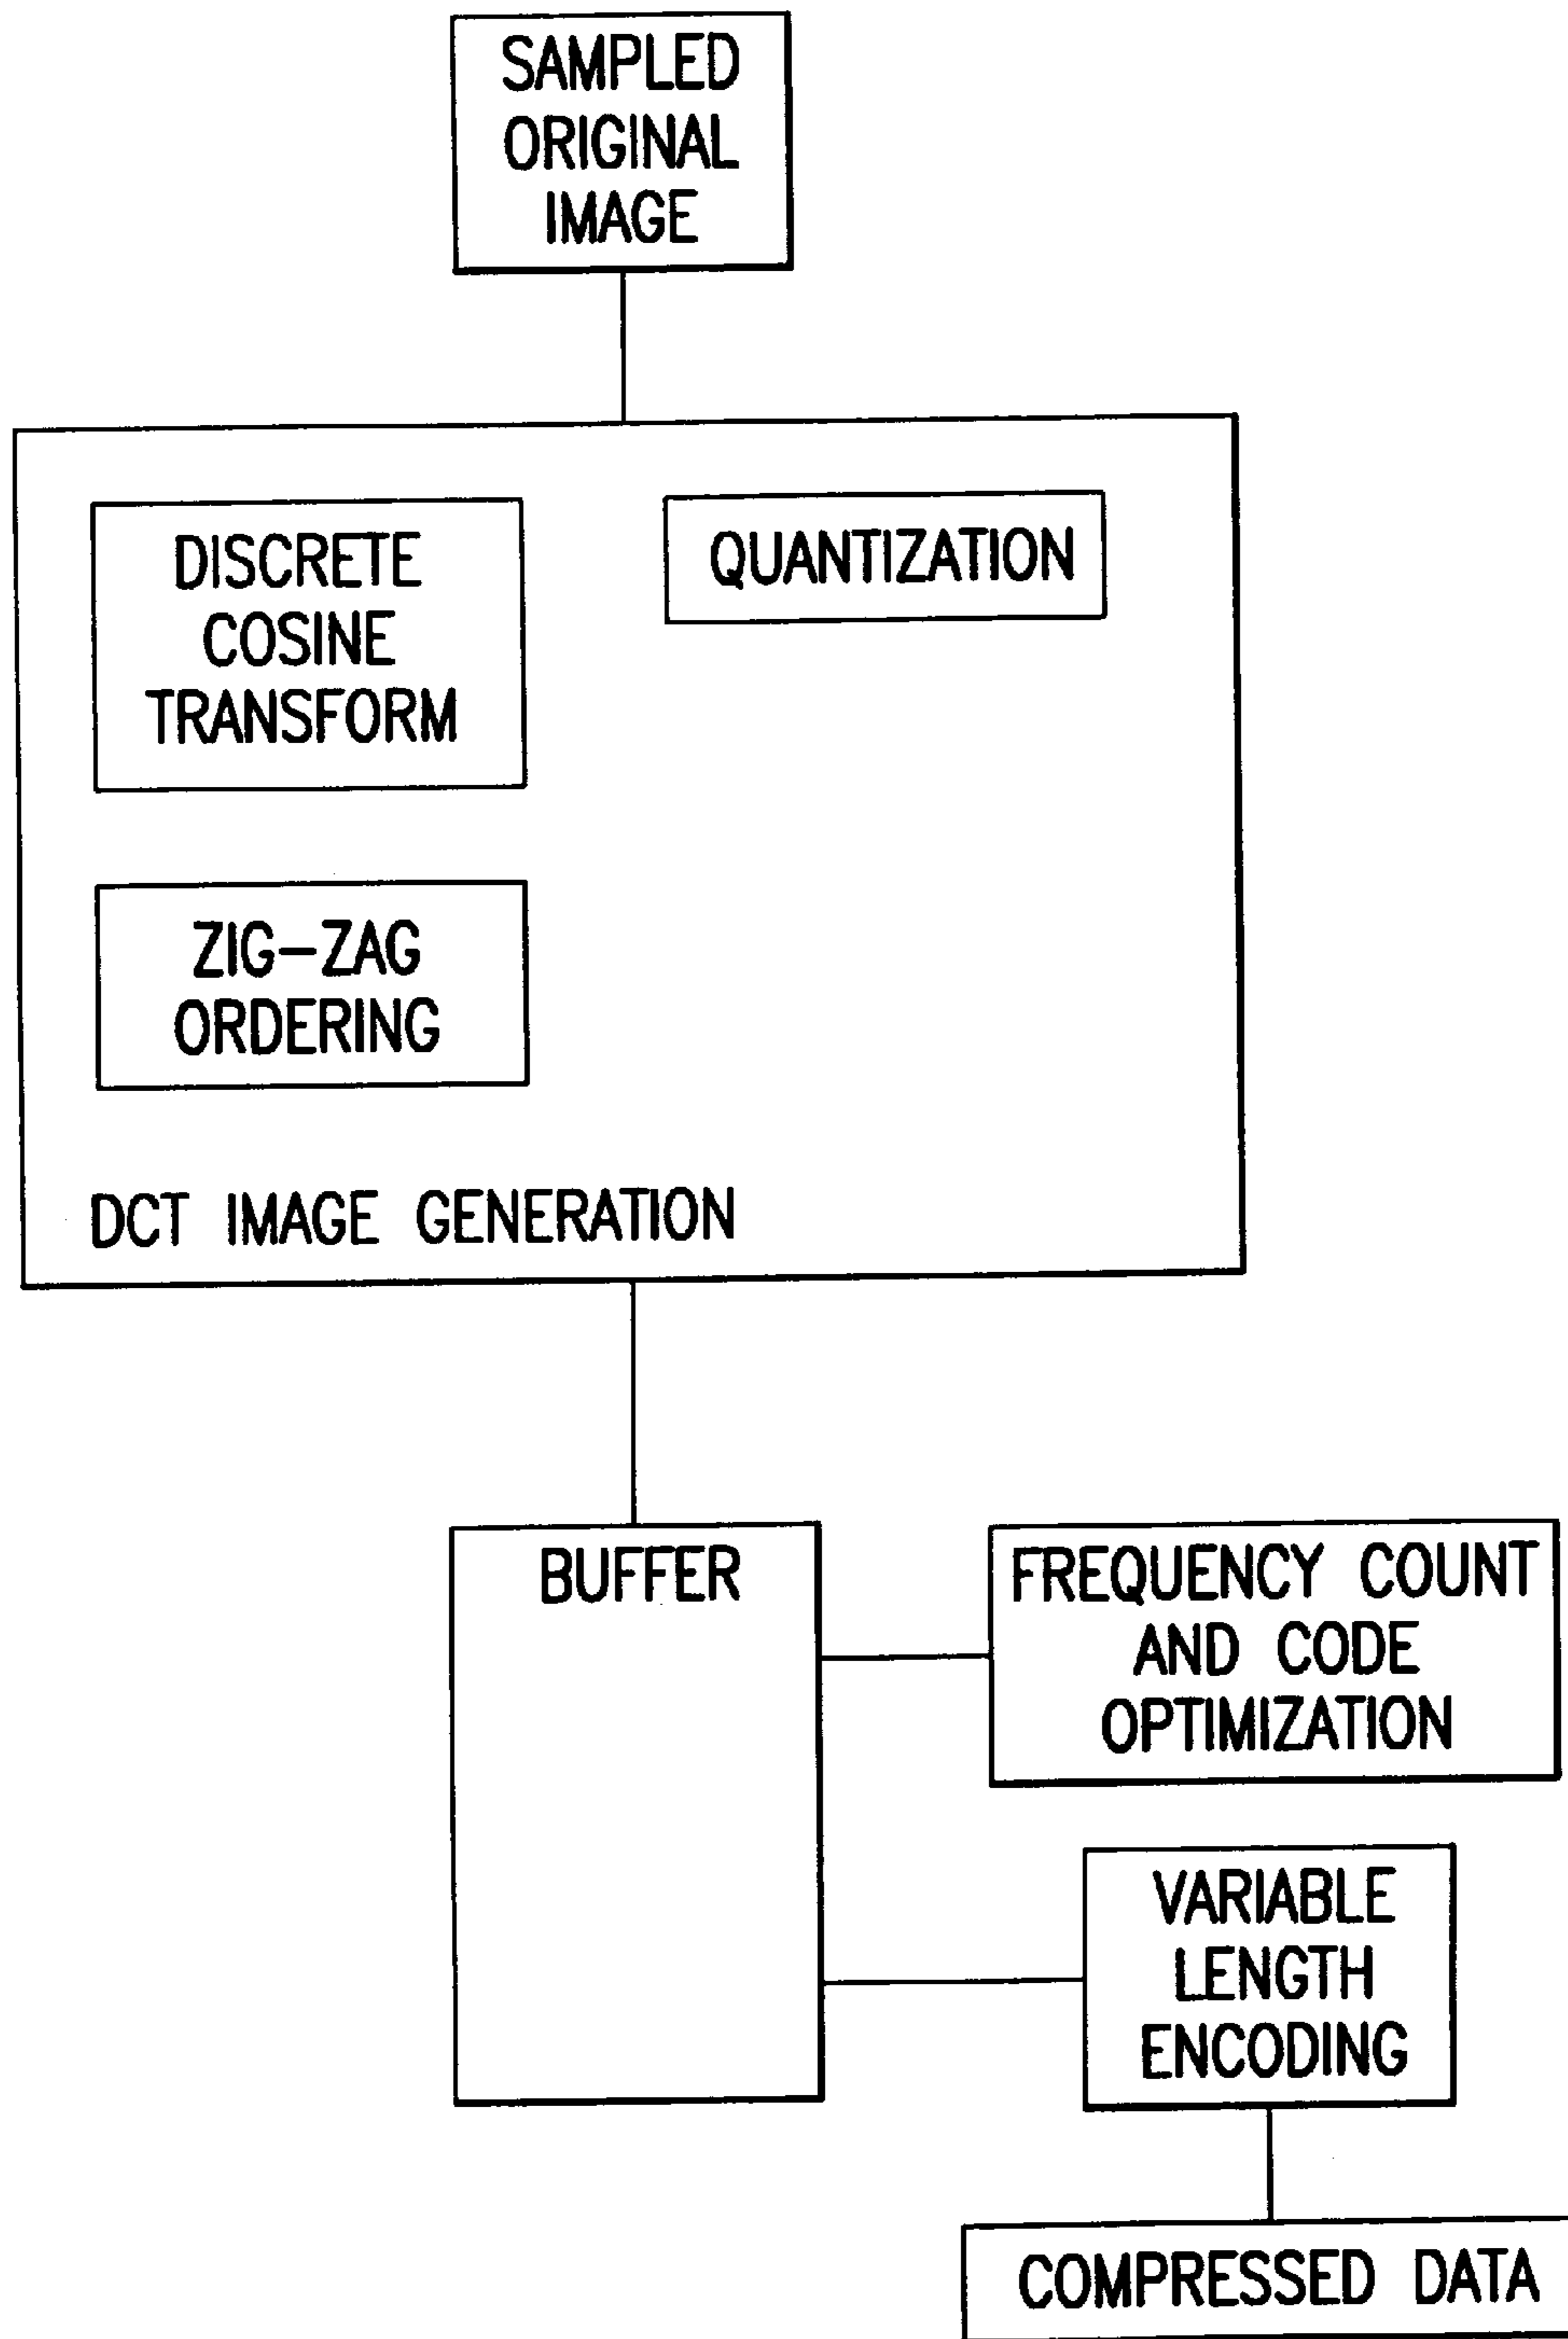 SAMPLED
ORIGINAL
IMAGE
DISCRETE
COSINE
TRANSFORM
QUANTIZATION
ZIG-ZAG
ORDERING
DCT IMAGE GENERATION
BUFFER
FREQUENCY COUNT
AND CODE
OPTIMIZATION
VARIABLE
LENGTH
ENCODING
COMPRESSED DATA